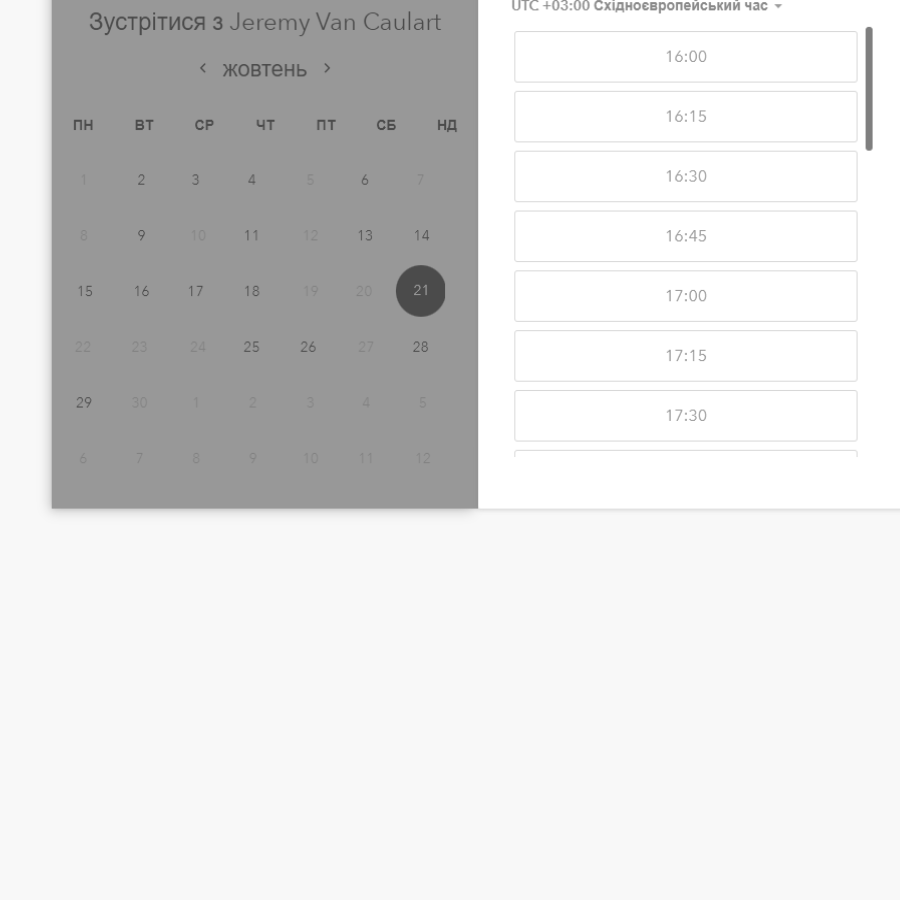 Зустрітися з Jeremy Van Caulart
жовтень
ПН ВТ СР ЧТ ПТ СБ НД
1 2 3 4 5 6 7
8 9 10 11 12 13 14
15 16 17 18 19 20 21
22 23 24 25 26 27 28
29 30 1 2 3 4 5
6 7 8 9 10 11 12
UTC +03:00 Східноєвропейський час
16:00
16:15
16:30
16:45
17:00
17:15
17:30